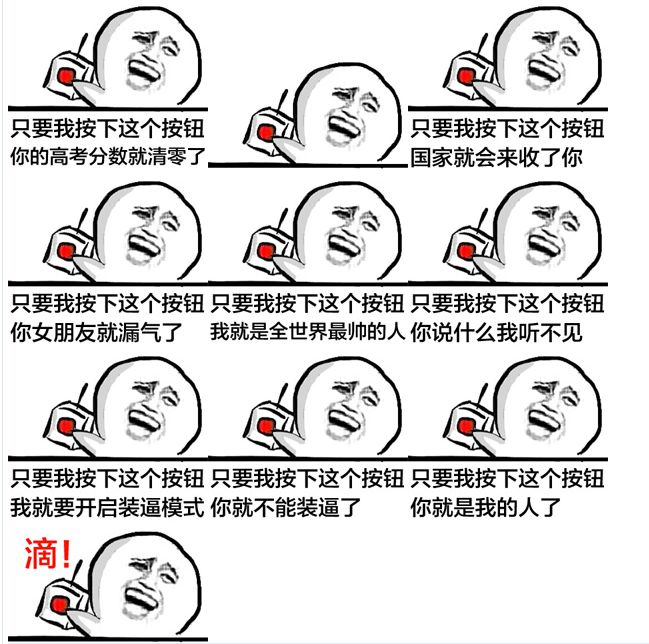 只要我按下这个按钮
你的高考分数就清零了
只要我按下这个按钮
国家就会来收了你
只要我按下这个按钮
你女朋友就漏气了
只要我按下这个按钮
我就是全世界最帅的人
只要我按下这个按钮
你说什么我听不见
只要我按下这个按钮
我就要开启装逼模式
只要我按下这个按钮
你就不能装逼了
只要我按下这个按钮
你就是我的人了
滴！